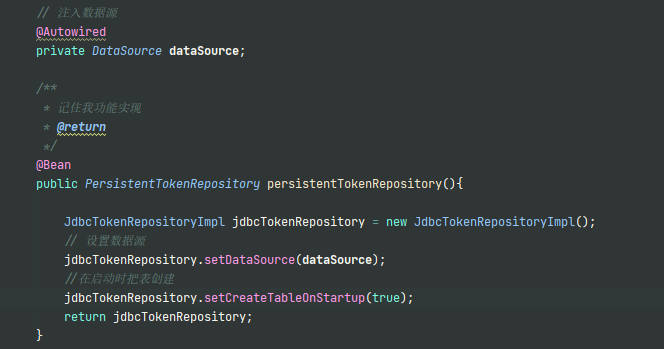 // 注入数据源
@Autowired
private DataSource dataSource;
/**
* 记住我功能实现
* @return
*/
@Bean
public PersistentTokenRepository persistentTokenRepository(){
JdbcTokenRepositoryImpl jdbcTokenRepository = new JdbcTokenRepositoryImpl();
// 设置数据源
jdbcTokenRepository.setDataSource(dataSource);
//在启动时把表创建
jdbcTokenRepository.setCreateTableOnStartup(true);
return jdbcTokenRepository;
}